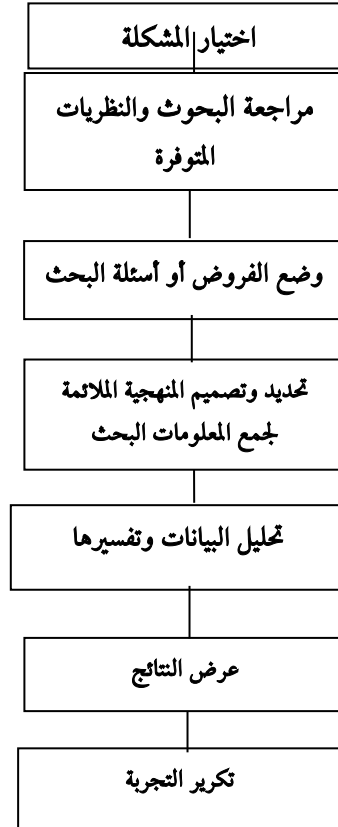 اختيار المشكلة
مراجعة البحوث والنظريات
المتوفرة
وضع الفروض أو أسئلة البحث
تحديد وتصميم المنهجية الملائمة
لجمع المعلومات البحث
تحليل البيانات وتفسيرها
عرض النتائج
تكرير التجربة